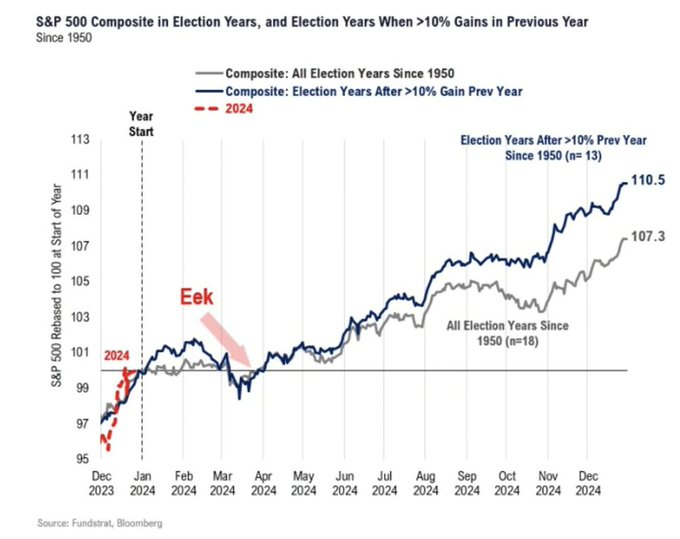 S&P 500 Composite in Election Years, and Election Years When >10% Gains in Previous Year
Since 1950
Composite: All Election Years Since 1950
Composite: Election Years After >10% Gain Prev Year
2024
Year
Start
Election Years After >10% Prev Year
Since 1950 (n= 13)
110.5
107.3
All Election Years Since
1950 (n=18)
Eek
2024
S&P 500 Rebased to 100 at Start of Year
113
111
109
107
105
103
101
99
97
95
Dec Jan Feb Mar Apr May Jun Jul Aug Sep Oct Nov Dec
2023 2024 2024 2024 2024 2024 2024 2024 2024 2024 2024 2024 2024
Source: Fundstrat, Bloomberg